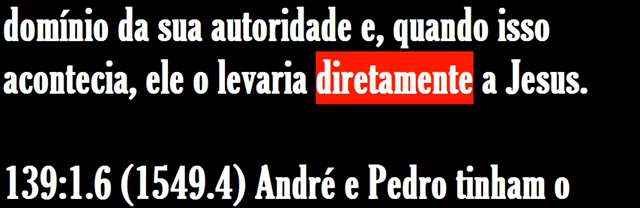 domínio da sua autoridade e, quando isso
acontecia, ele o levaria diretamente a Jesus.
139:1.6 (1549.4) André e Pedro tinham o